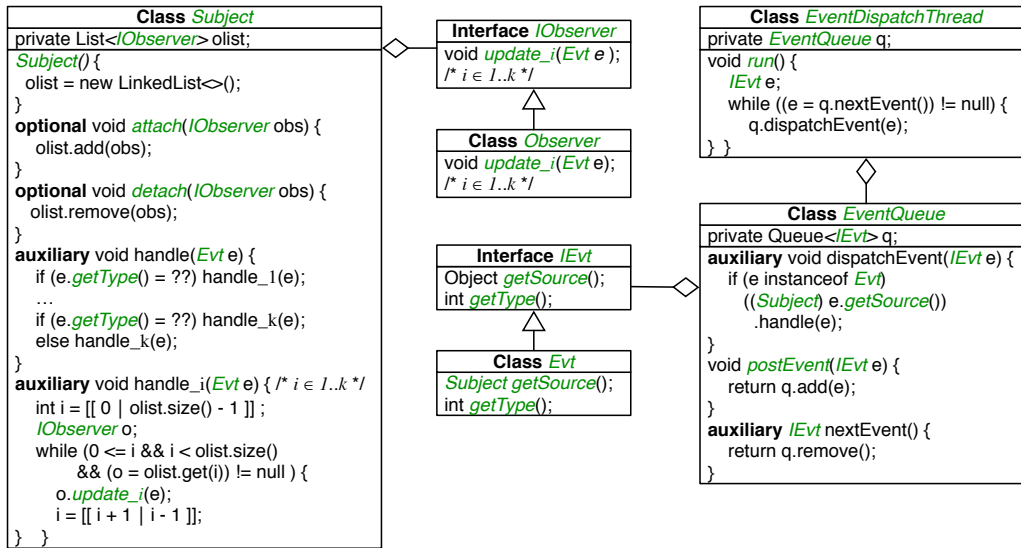 Class Subject
private List<IObserver> olist;
Subject() {
olist = new LinkedList<>();
}
optional void attach(IObserver obs) {
olist.add(obs);
}
optional void detach(IObserver obs) {
olist.remove(obs);
}
auxiliary void handle(Evt e) {
if (e.getType() = ??) handle_1(e);
…
if (e.getType() = ??) handle_k(e);
else handle_k(e);
}
auxiliary void handle_i(Evt e) { /* i ∈ 1..k */
int i = [[ 0 | olist.size() - 1 ]] ;
IObserver o;
while (0 <= i && i < olist.size()
&& (o = olist.get(i)) != null ) {
o.update_i(e);
i = [[ i + 1 | i - 1 ]];
} }
Interface IObserver
void update_i(Evt e );
/* i ∈ 1..k */
Class Observer
void update_i(Evt e);
/* i ∈ 1..k */
Interface IEvt
Object getSource();
int getType();
Class Evt
Subject getSource();
int getType();
Class EventDispatchThread
private EventQueue q;
void run() {
IEvt e;
while ((e = q.nextEvent()) != null) {
q.dispatchEvent(e);
} }
Class EventQueue
private Queue<IEvt> q;
auxiliary void dispatchEvent(IEvt e) {
if (e instanceof Evt)
((Subject) e.getSource())
.handle(e);
}
void postEvent(IEvt e) {
return q.add(e);
}
auxiliary IEvt nextEvent() {
return q.remove();
}